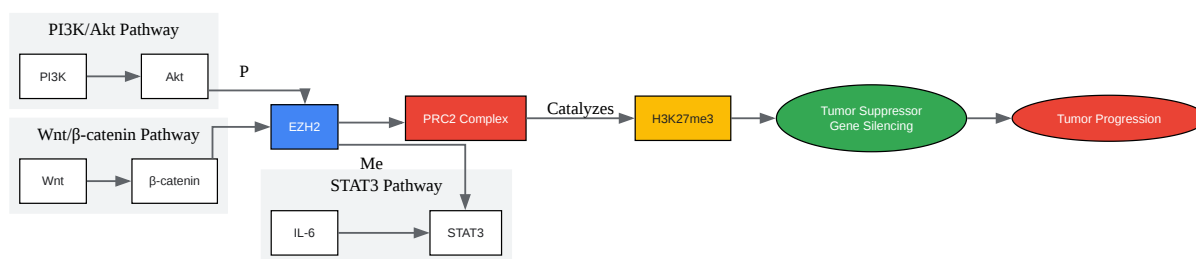 PI3K/Akt Pathway
PI3K
Akt
P
Wnt/β-catenin Pathway
Wnt
β-catenin
EZH2
PRC2 Complex
Catalyzes
H3K27me3
Tumor Suppressor
Gene Silencing
Tumor Progression
Me
STAT3 Pathway
IL-6
STAT3